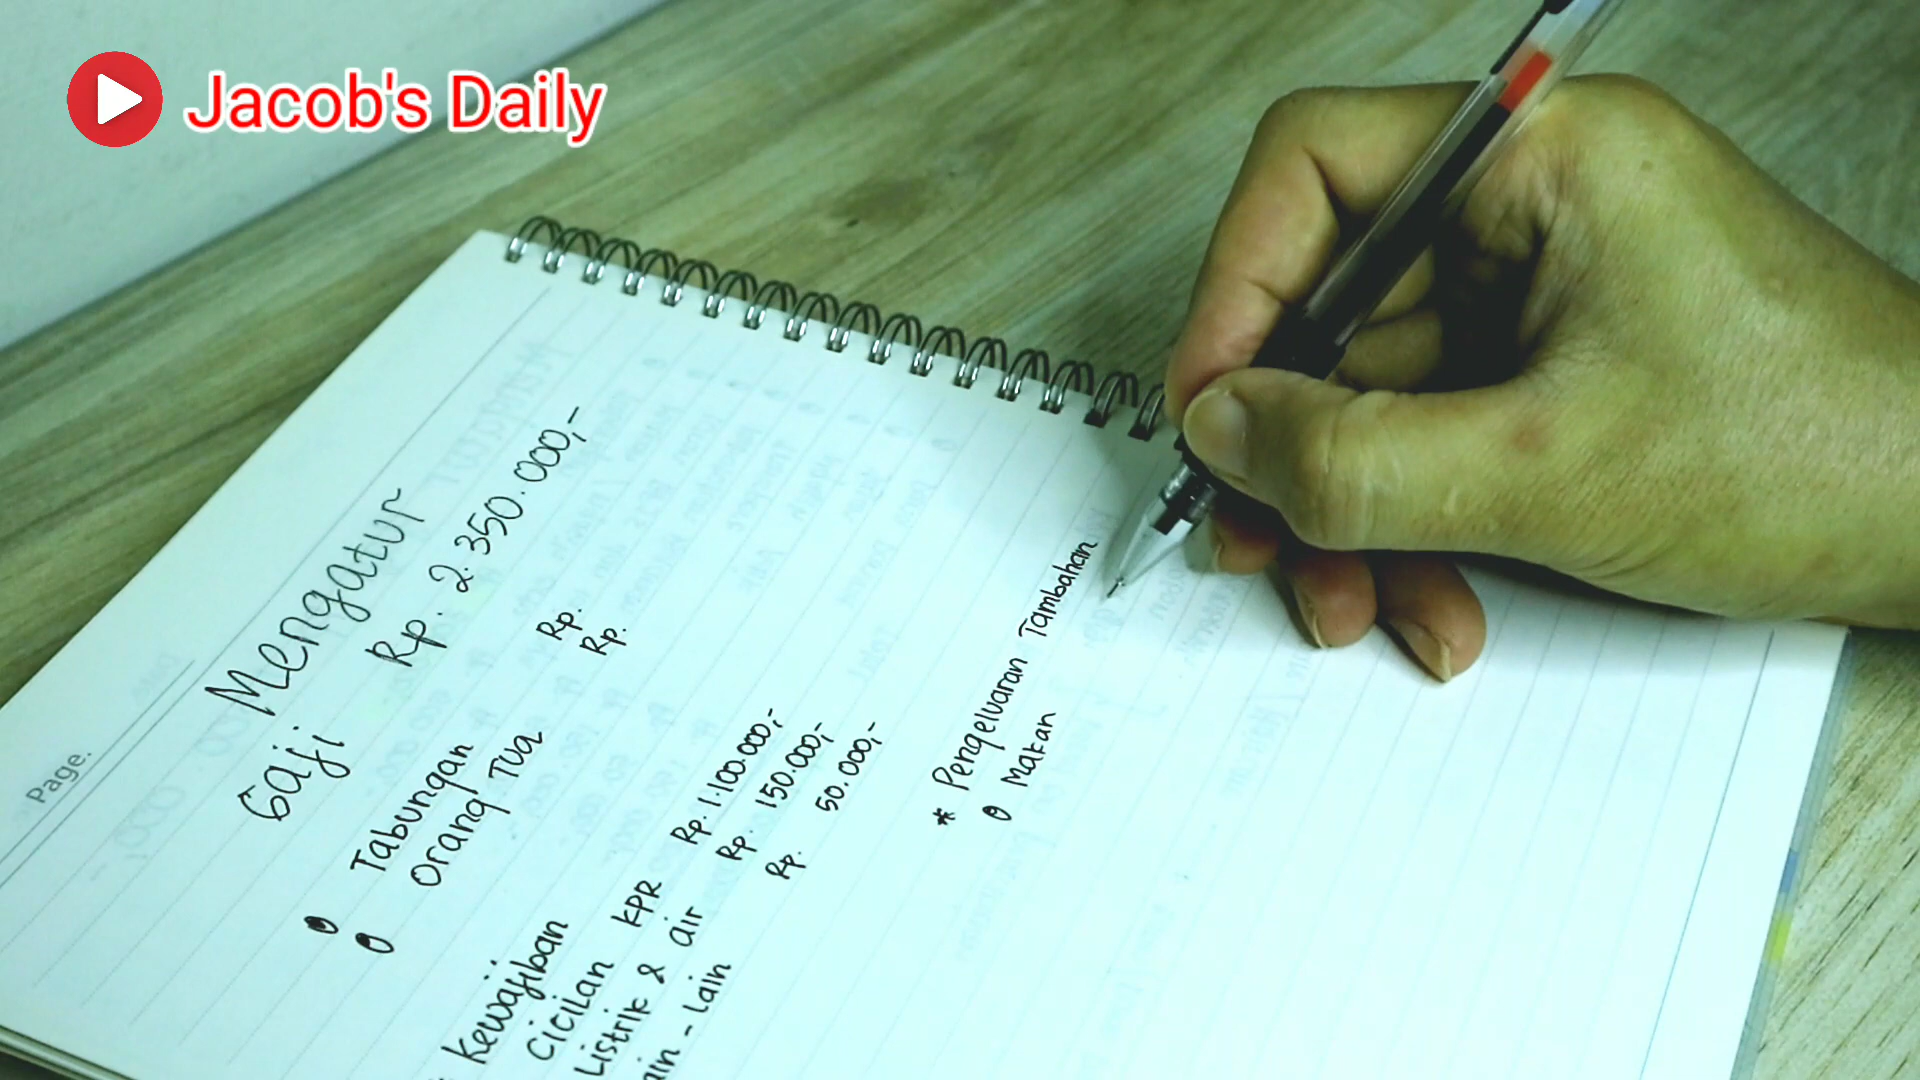 Jacob's Daily
Page.
Mengatur
Gaji Rp. 2.350.000,-
Tabungan Rp.
Orang Tua Rp.
Kewajiban
Cicilan KPR Rp. 1.100.000,-
Listrik & air Rp. 150.000,-
ain - Lain Rp. 50.000,-
* Pengeluaran Tambahan
Makan